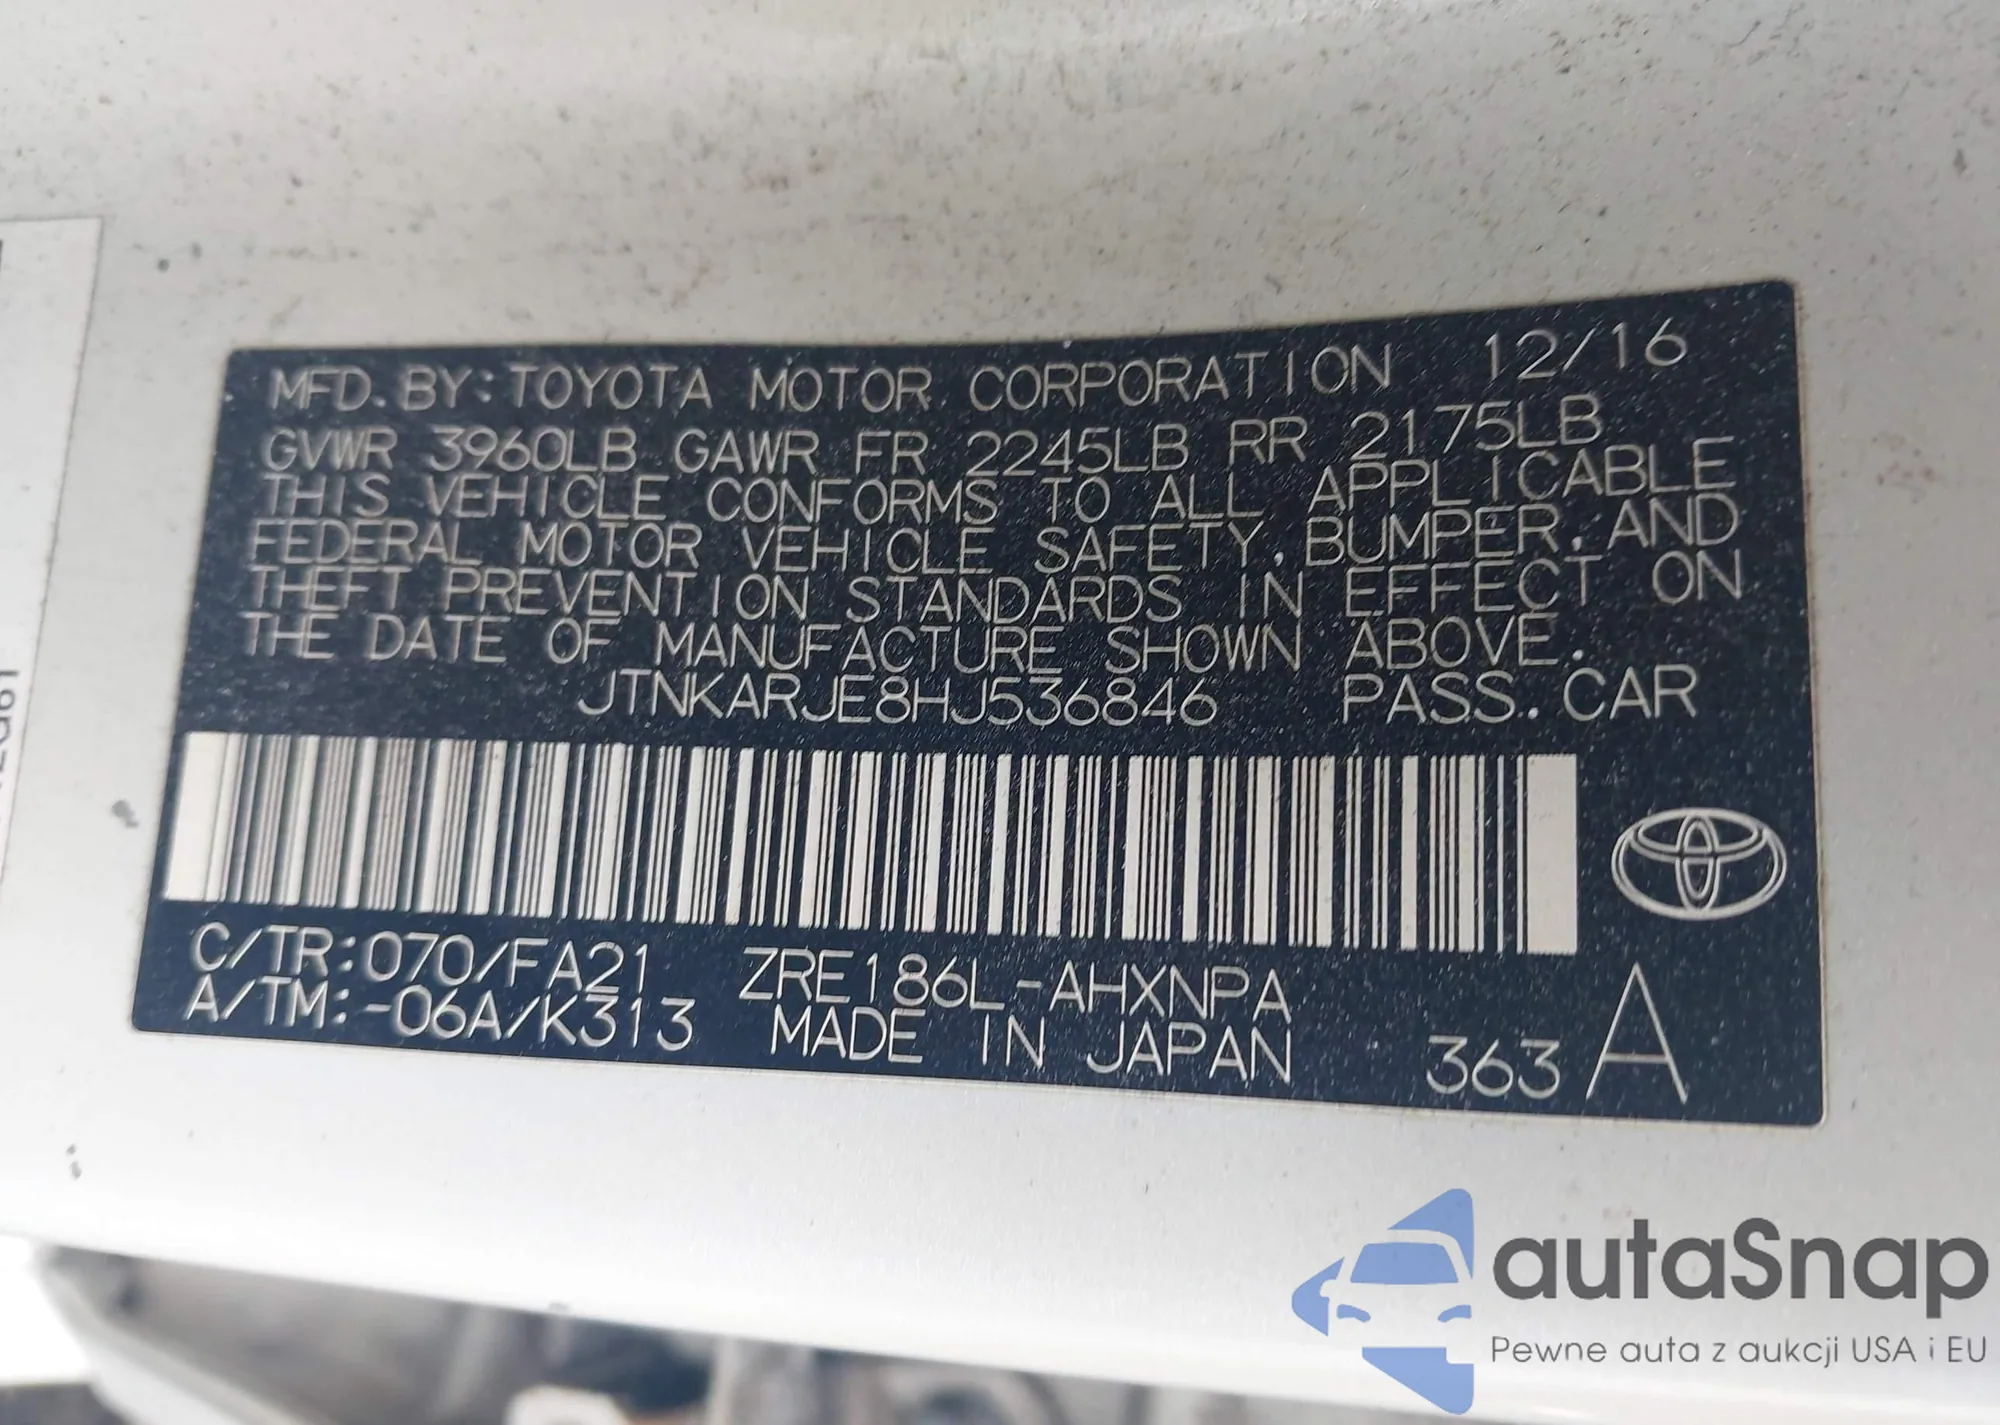 MFD. BY: TOYOTA MOTOR CORPORATION 12/16
GVWR 3960LB GAWR FR 2245LB RR 2175LB
THIS VEHICLE CONFORMS TO ALL APPLICABLE
FEDERAL MOTOR VEHICLE SAFETY, BUMPER, AND
THEFT PREVENTION STANDARDS IN EFFECT ON
THE DATE OF MANUFACTURE SHOWN ABOVE.
JTNKARJE8HJ536846 PASS. CAR
C/TR:070/FA21 ZRE186L-AHXNPA
A/TM:-06A/K313 MADE IN JAPAN 363 A
autaSnap
Pewne auta z aukcji USA i EU